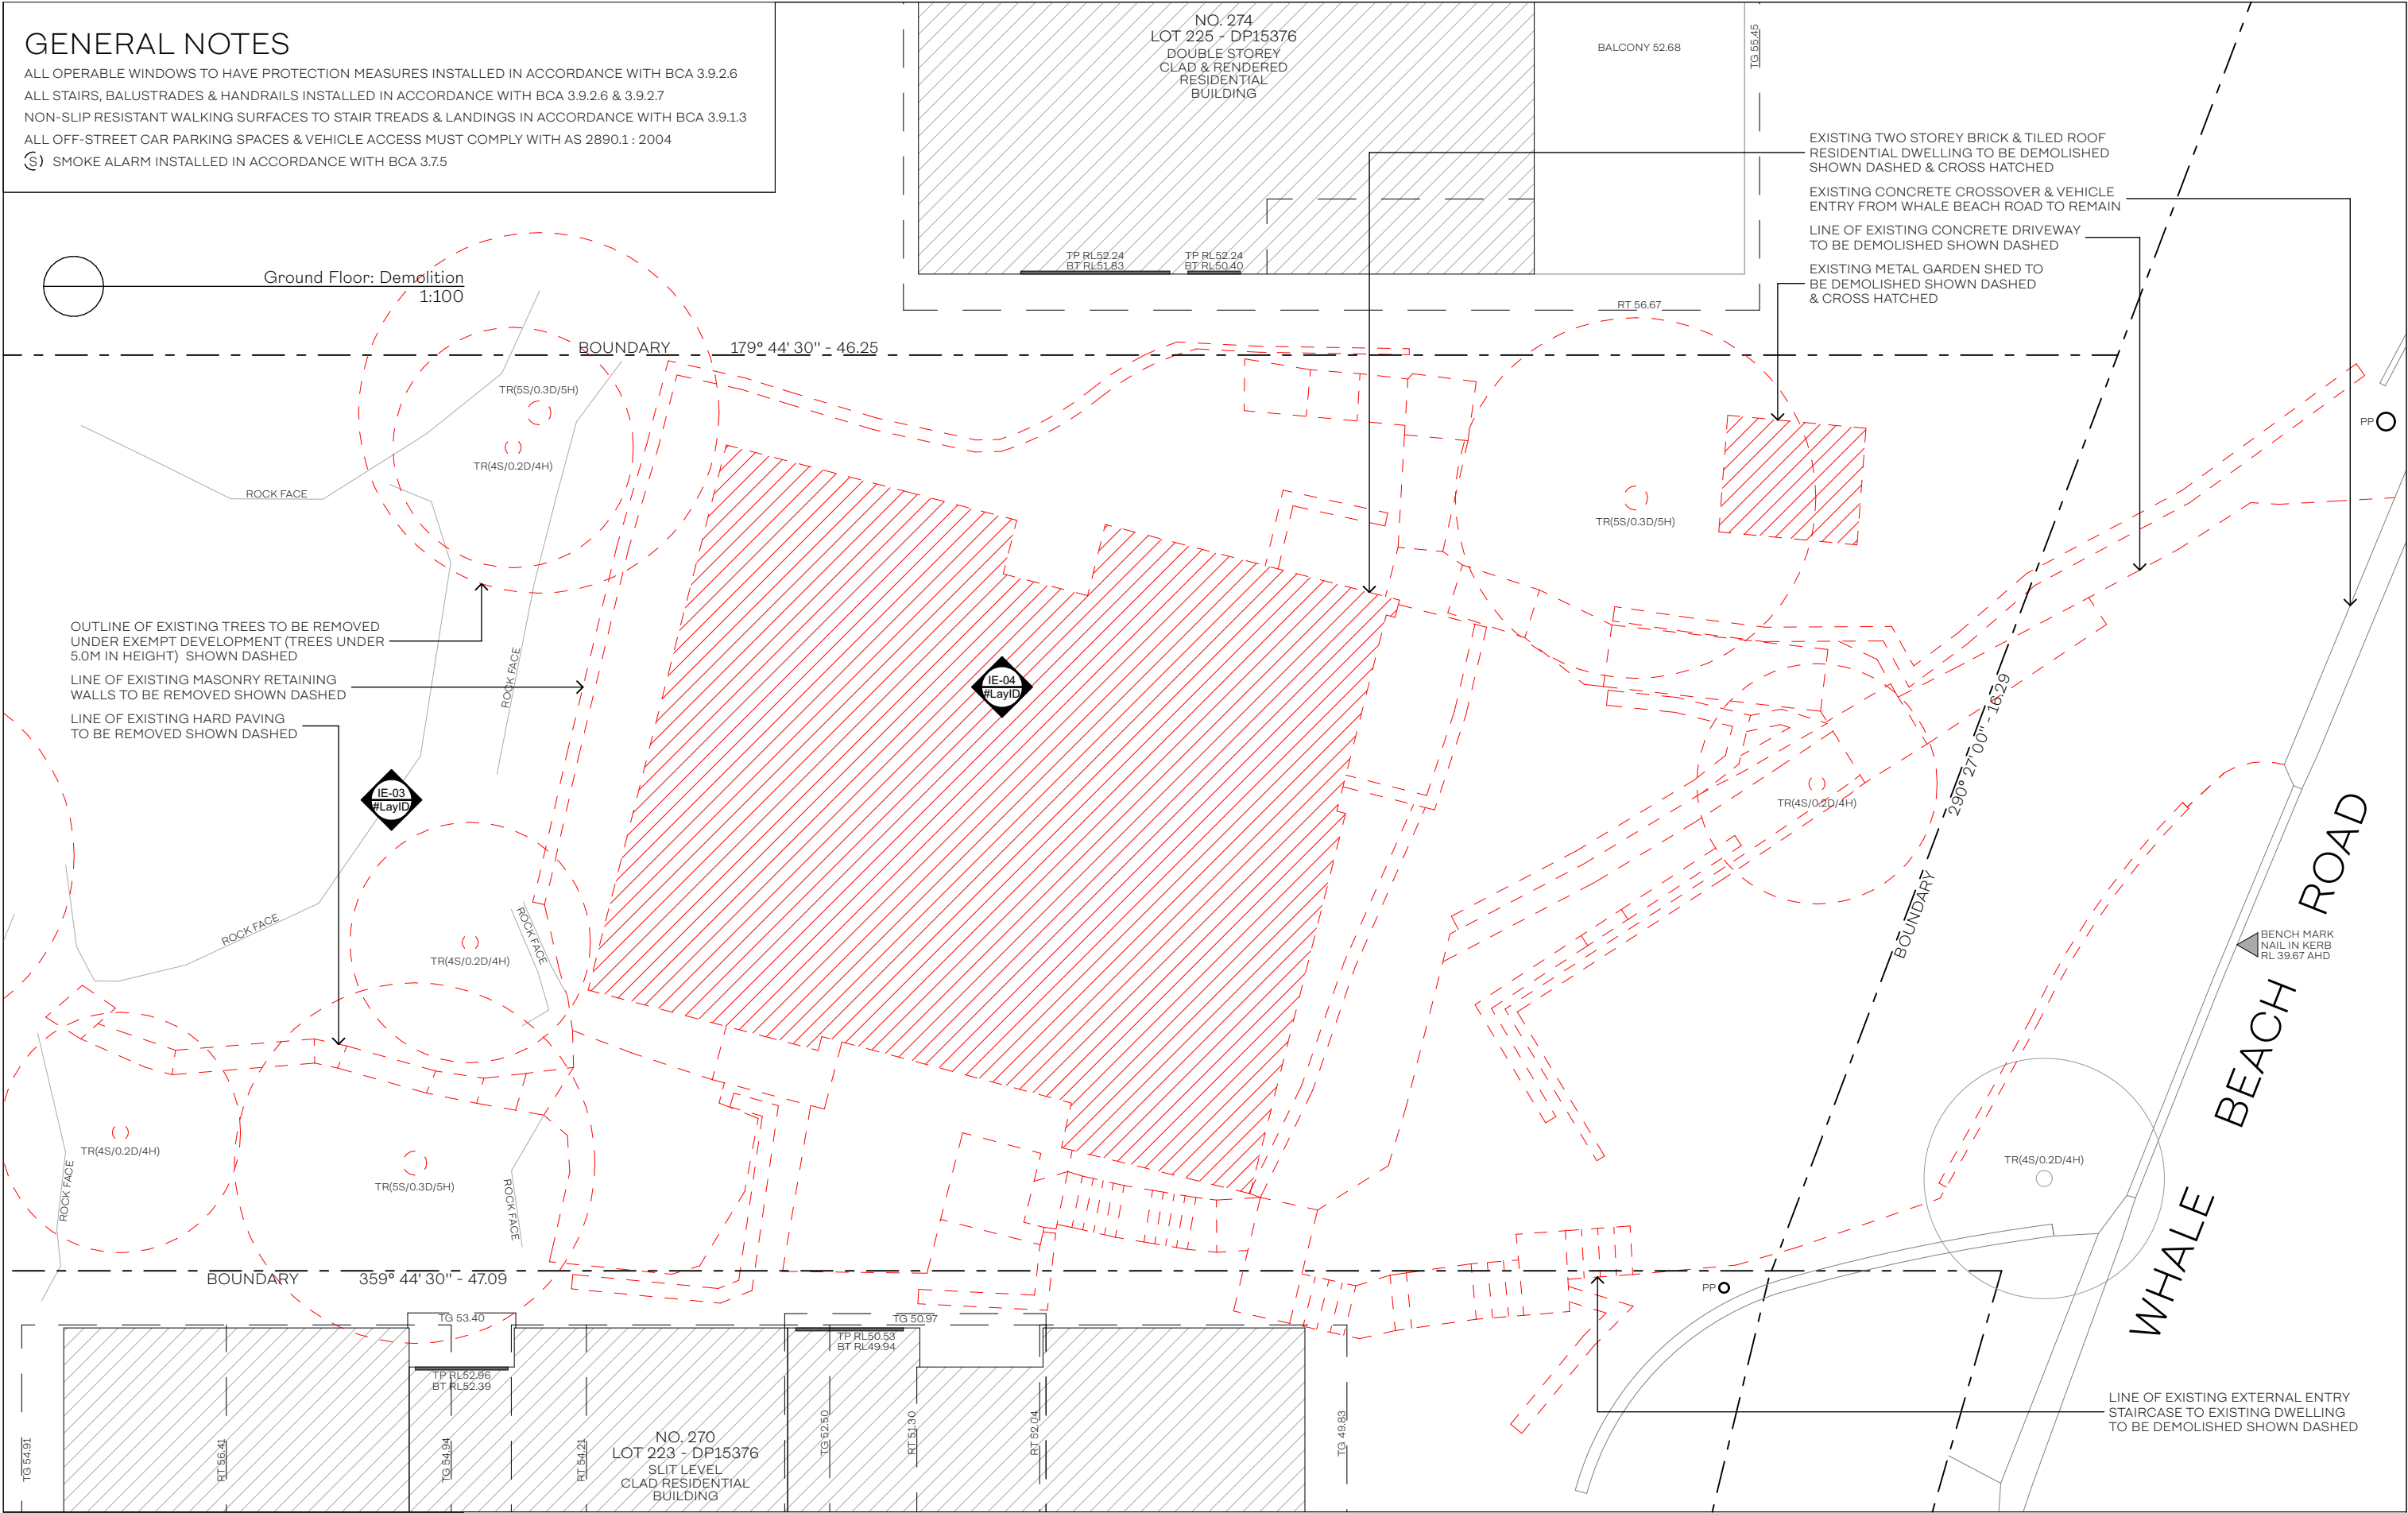 GENERAL NOTES
ALL OPERABLE WINDOWS TO HAVE PROTECTION MEASURES INSTALLED IN ACCORDANCE WITH BCA 3.9.2.6
ALL STAIRS, BALUSTRADES & HANDRAILS INSTALLED IN ACCORDANCE WITH BCA 3.9.2.6 & 3.9.2.7
NON-SLIP RESISTANT WALKING SURFACES TO STAIR TREADS & LANDINGS IN ACCORDANCE WITH BCA 3.9.1.3
ALL OFF-STREET CAR PARKING SPACES & VEHICLE ACCESS MUST COMPLY WITH AS 2890.1 : 2004
S SMOKE ALARM INSTALLED IN ACCORDANCE WITH BCA 3.7.5
NO. 274
LOT 225 - DP15376
DOUBLE STOREY
CLAD & RENDERED
RESIDENTIAL
BUILDING
BALCONY 52.68
TG 55.45
TP RL52.24
BT RL51.83
TP RL52.24
BT RL50.40
RT 56.67
EXISTING TWO STOREY BRICK & TILED ROOF
RESIDENTIAL DWELLING TO BE DEMOLISHED
SHOWN DASHED & CROSS HATCHED
EXISTING CONCRETE CROSSOVER & VEHICLE
ENTRY FROM WHALE BEACH ROAD TO REMAIN
LINE OF EXISTING CONCRETE DRIVEWAY
TO BE DEMOLISHED SHOWN DASHED
EXISTING METAL GARDEN SHED TO
BE DEMOLISHED SHOWN DASHED
& CROSS HATCHED
Ground Floor: Demolition
1:100
BOUNDARY 179° 44' 30" - 46.25
TR(5S/0.3D/5H)
TR(4S/0.2D/4H)
ROCK FACE
TR(5S/0.3D/5H)
PP
OUTLINE OF EXISTING TREES TO BE REMOVED
UNDER EXEMPT DEVELOPMENT (TREES UNDER
5.0M IN HEIGHT) SHOWN DASHED
LINE OF EXISTING MASONRY RETAINING
WALLS TO BE REMOVED SHOWN DASHED
LINE OF EXISTING HARD PAVING
TO BE REMOVED SHOWN DASHED
ROCK FACE
IE-04
#LayID
IE-03
#LayID
TR(4S/0.2D/4H)
BOUNDARY 290° 27' 00" - 16.29
ROCK FACE
ROCK FACE
TR(4S/0.2D/4H)
BENCH MARK
NAIL IN KERB
RL 39.67 AHD
WHALE BEACH ROAD
TR(4S/0.2D/4H)
TR(5S/0.3D/5H)
ROCK FACE
ROCK FACE
TR(4S/0.2D/4H)
BOUNDARY 359° 44' 30" - 47.09
PP
TG 53.40
TP RL52.96
BT RL52.39
TG 50.97
TP RL50.53
BT RL49.94
TG 54.91
RT 56.41
TG 54.94
RT 54.21
NO. 270
LOT 223 - DP15376
SLIT LEVEL
CLAD RESIDENTIAL
BUILDING
TG 52.50
RT 51.30
RT 52.04
TG 49.83
LINE OF EXISTING EXTERNAL ENTRY
STAIRCASE TO EXISTING DWELLING
TO BE DEMOLISHED SHOWN DASHED